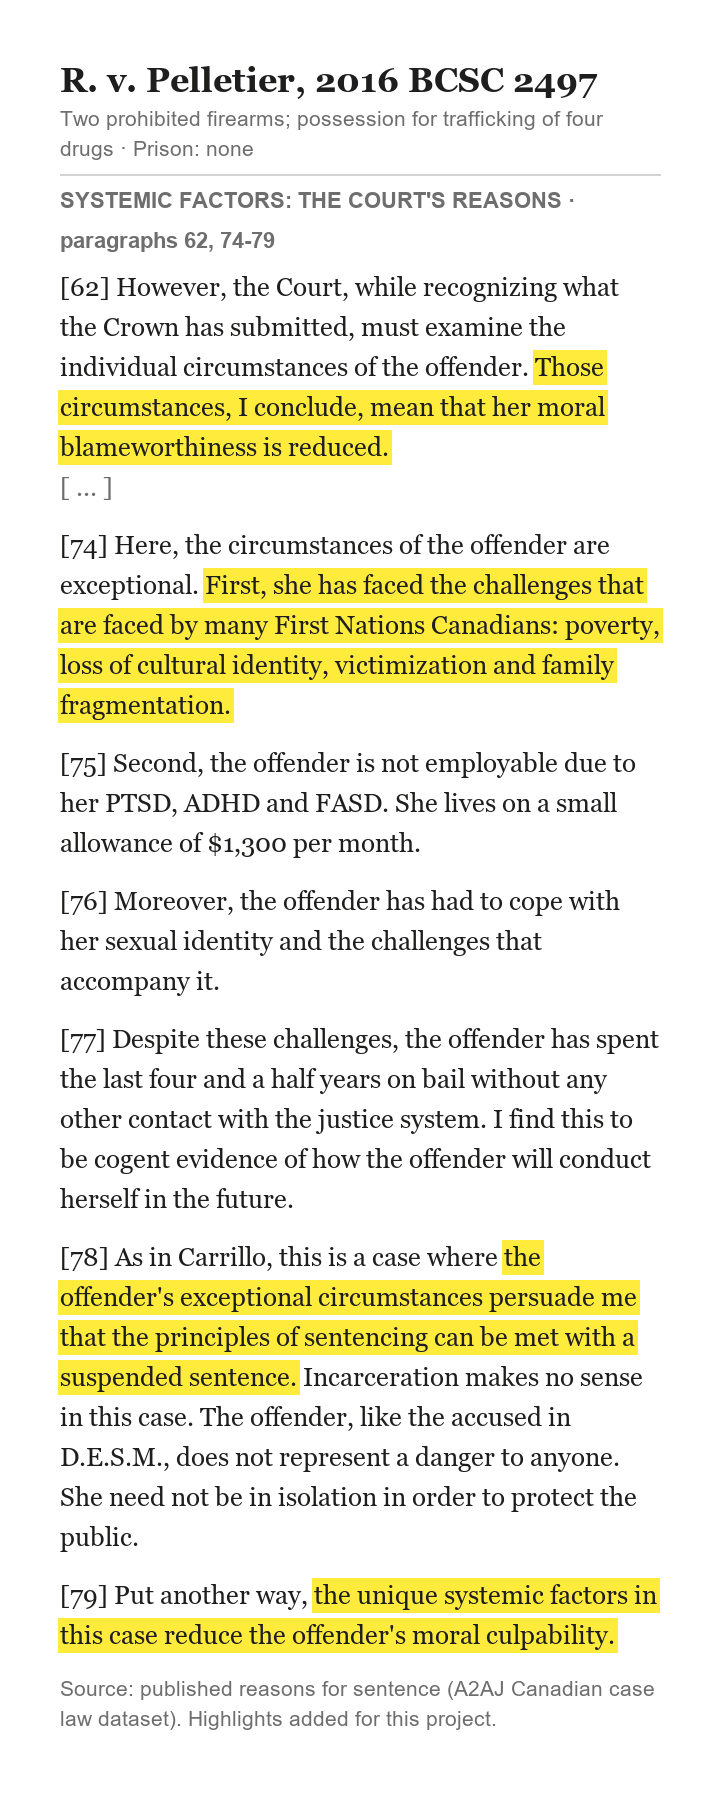 R. v. Pelletier, 2016 BCSC 2497
Two prohibited firearms; possession for trafficking of four
drugs · Prison: none
SYSTEMIC FACTORS: THE COURT'S REASONS ·
paragraphs 62, 74-79
[62] However, the Court, while recognizing what
the Crown has submitted, must examine the
individual circumstances of the offender. Those
circumstances, I conclude, mean that her moral
blameworthiness is reduced.
[ ... ]
[74] Here, the circumstances of the offender are
exceptional. First, she has faced the challenges that
are faced by many First Nations Canadians: poverty,
loss of cultural identity, victimization and family
fragmentation.
[75] Second, the offender is not employable due to
her PTSD, ADHD and FASD. She lives on a small
allowance of $1,300 per month.
[76] Moreover, the offender has had to cope with
her sexual identity and the challenges that
accompany it.
[77] Despite these challenges, the offender has spent
the last four and a half years on bail without any
other contact with the justice system. I find this to
be cogent evidence of how the offender will conduct
herself in the future.
[78] As in Carrillo, this is a case where the
offender's exceptional circumstances persuade me
that the principles of sentencing can be met with a
suspended sentence. Incarceration makes no sense
in this case. The offender, like the accused in
D.E.S.M., does not represent a danger to anyone.
She need not be in isolation in order to protect the
public.
[79] Put another way, the unique systemic factors in
this case reduce the offender's moral culpability.
Source: published reasons for sentence (A2AJ Canadian case
law dataset). Highlights added for this project.